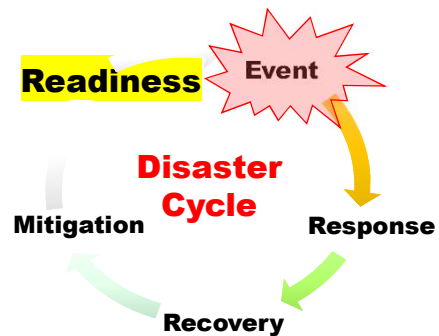 Readiness
Event
Disaster
Cycle
Mitigation
Response
Recovery